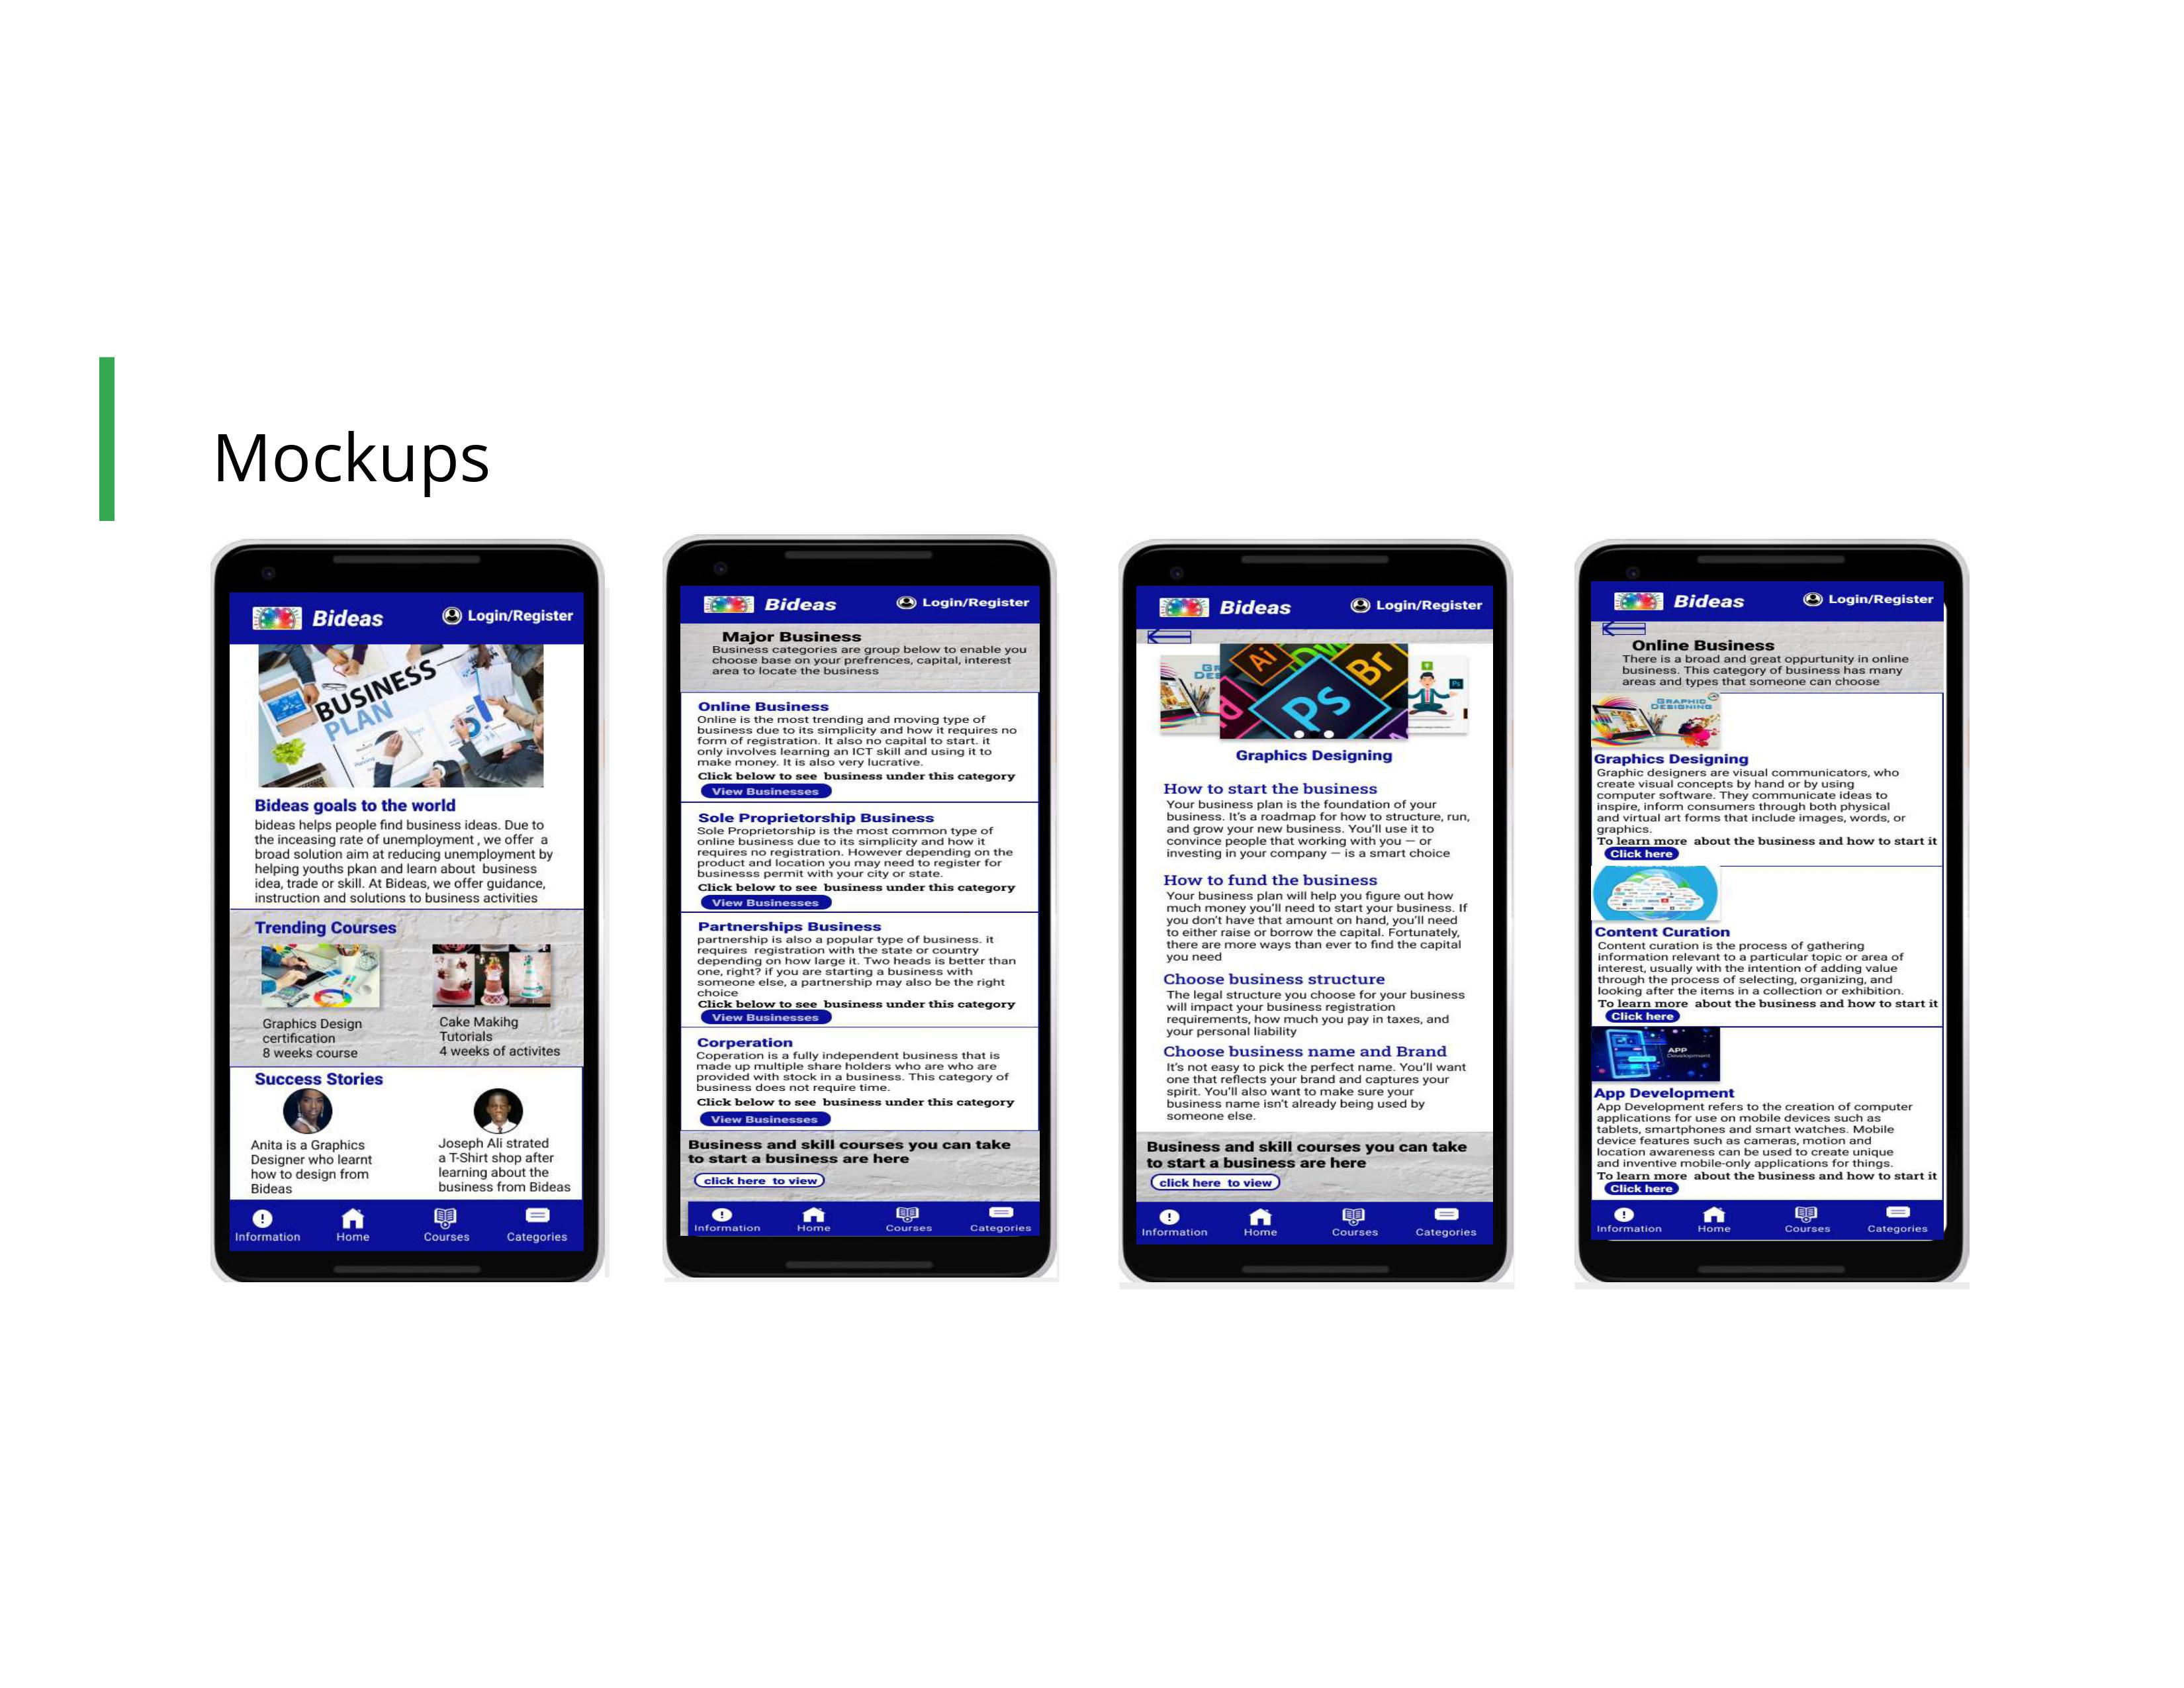 Mockups
Bideas
Login/Register
BUSINESS
PLAN
Bideas goals to the world
bideas helps people find business ideas. Due to
the inceasing rate of unemployment , we offer a
broad solution aim at reducing unemployment by
helping youths pkan and learn about business
idea, trade or skill. At Bideas, we offer guidance,
instruction and solutions to business activities
Trending Courses
Graphics Design
certification
8 weeks course
Cake Makihg
Tutorials
4 weeks of activites
Success Stories
Anita is a Graphics
Designer who learnt
how to design from
Bideas
Joseph Ali strated
a T-Shirt shop after
learning about the
business from Bideas
Information
Home
Courses
Categories
Bideas
Login/Register
Major Business
Business categories are group below to enable you
choose base on your prefrences, capital, interest
area to locate the business
Online Business
Online is the most trending and moving type of
business due to its simplicity and how it requires no
form of registration. It also no capital to start. it
only involves learning an ICT skill and using it to
make money. It is also very lucrative.
Click below to see business under this category
View Businesses
Sole Proprietorship Business
Sole Proprietorship is the most common type of
online business due to its simplicity and how it
requires no registration. However depending on the
product and location you may need to register for
businesss permit with your city or state.
Click below to see business under this category
View Businesses
Partnerships Business
partnership is also a popular type of business. it
requires registration with the state or country
depending on how large it. Two heads is better than
one, right? if you are starting a business with
someone else, a partnership may also be the right
choice
Click below to see business under this category
View Businesses
Corperation
Coperation is a fully independent business that is
made up multiple share holders who are who are
provided with stock in a business. This category of
business does not require time.
Click below to see business under this category
View Businesses
Business and skill courses you can take
to start a business are here
click here to view
Information
Home
Courses
Categories
Bideas
Login/Register
Ai
Dw
Br
Ps
Id
Graphics Designing
How to start the business
Your business plan is the foundation of your
business. It's a roadmap for how to structure, run,
and grow your new business. You'll use it to
convince people that working with you — or
investing in your company — is a smart choice
How to fund the business
Your business plan will help you figure out how
much money you'll need to start your business. If
you don't have that amount on hand, you'll need
to either raise or borrow the capital. Fortunately,
there are more ways than ever to find the capital
you need
Choose business structure
The legal structure you choose for your business
will impact your business registration
requirements, how much you pay in taxes, and
your personal liability
Choose business name and Brand
It's not easy to pick the perfect name. You'll want
one that reflects your brand and captures your
spirit. You'll also want to make sure your
business name isn't already being used by
someone else.
Business and skill courses you can take
to start a business are here
click here to view
Information
Home
Courses
Categories
Bideas
Login/Register
Online Business
There is a broad and great oppurtunity in online
business. This category of business has many
areas and types that someone can choose
GRAPHIC
DESIGNING
Graphics Designing
Graphic designers are visual communicators, who
create visual concepts by hand or by using
computer software. They communicate ideas to
inspire, inform consumers through both physical
and virtual art forms that include images, words, or
graphics.
To learn more about the business and how to start it
Click here
Content Curation
Content curation is the process of gathering
information relevant to a particular topic or area of
interest, usually with the intention of adding value
through the process of selecting, organizing, and
looking after the items in a collection or exhibition.
To learn more about the business and how to start it
Click here
APP
Development
App Development
App Development refers to the creation of computer
applications for use on mobile devices such as
tablets, smartphones and smart watches. Mobile
device features such as cameras, motion and
location awareness can be used to create unique
and inventive mobile-only applications for things.
To learn more about the business and how to start it
Click here
Information
Home
Courses
Categories